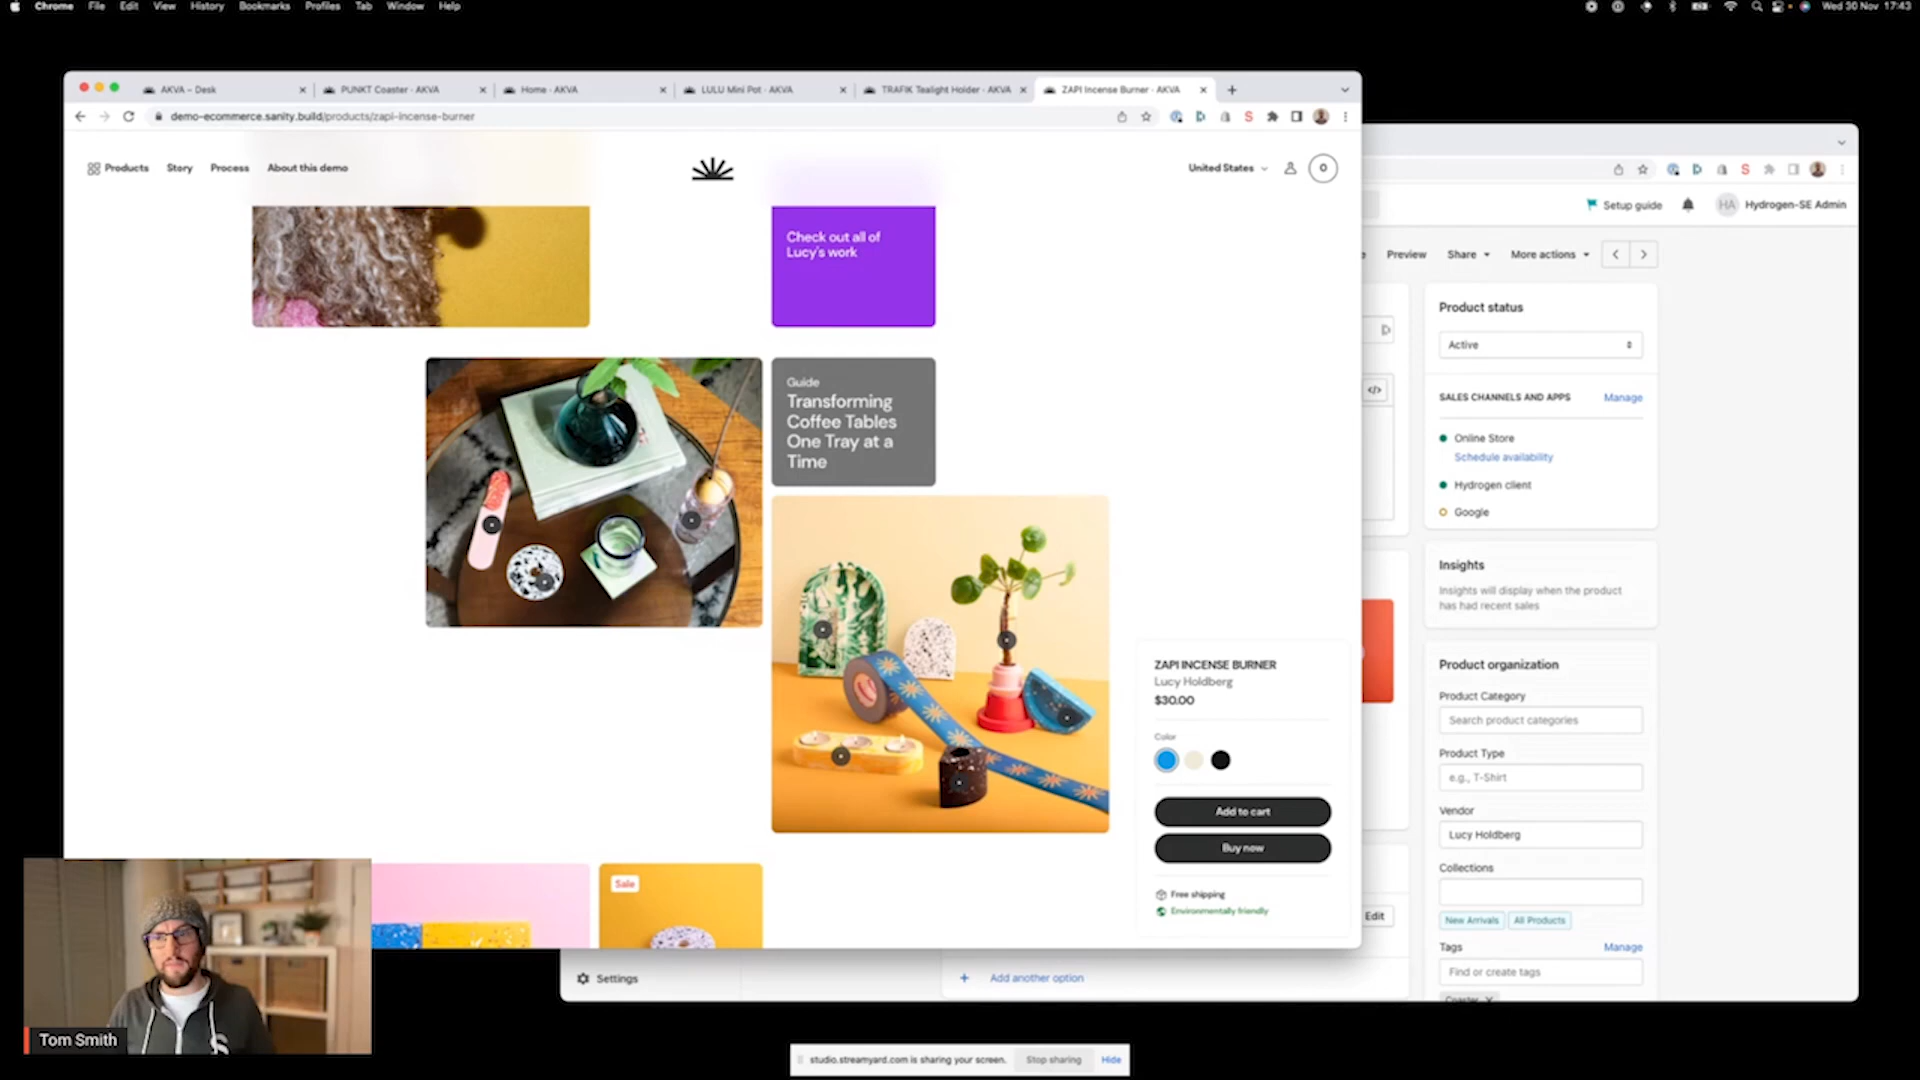 Chrome File Edit View History Bookmarks Profiles Tab Window Help
Wed 30 Nov 17:43
AKVA – Desk
PUNKT Coaster · AKVA
Home · AKVA
LULU Mini Pot · AKVA
TRAFIK Tealight Holder · AKVA
ZAPI Incense Burner · AKVA
demo-ecommerce.sanity.build/products/zapi-incense-burner
Products Story Process About this demo
United States
0
Check out all of
Lucy's work
Guide
Transforming
Coffee Tables
One Tray at a
Time
ZAPI INCENSE BURNER
Lucy Holdberg
$30.00
Color
Add to cart
Buy now
Free shipping
Environmentally friendly
Sale
Setup guide
HA Hydrogen-SE Admin
Preview Share More actions
Product status
Active
SALES CHANNELS AND APPS Manage
Online Store
Schedule availability
Hydrogen client
Google
Insights
Insights will display when the product
has had recent sales
Product organization
Product Category
Search product categories
Product Type
e.g., T-Shirt
Vendor
Lucy Holdberg
Collections
New Arrivals All Products
Tags Manage
Find or create tags
Coaster
Edit
Settings
Add another option
Tom Smith
studio.streamyard.com is sharing your screen. Stop sharing Hide